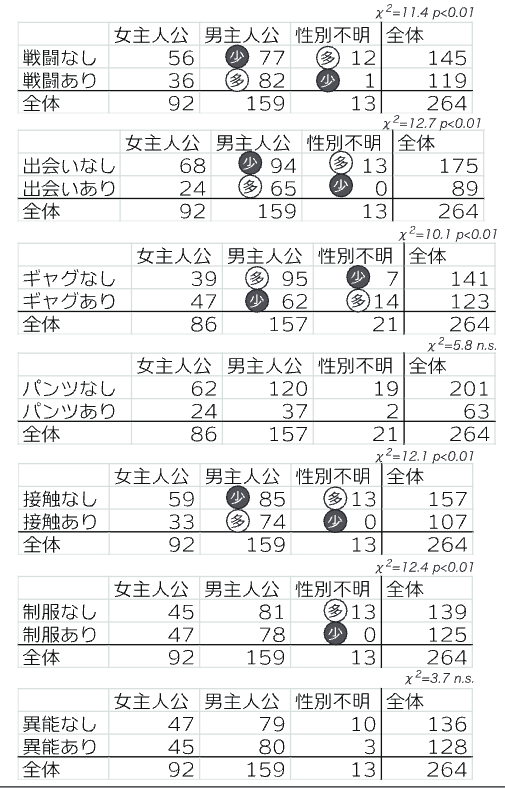 χ²=11.4 p<0.01
女主人公 男主人公 性別不明 全体
戦闘なし 56 少 77 多 12 145
戦闘あり 36 多 82 少 1 119
全体 92 159 13 264
χ²=12.7 p<0.01
女主人公 男主人公 性別不明 全体
出会いなし 68 少 94 多 13 175
出会いあり 24 多 65 少 0 89
全体 92 159 13 264
χ²=10.1 p<0.01
女主人公 男主人公 性別不明 全体
ギャグなし 39 多 95 少 7 141
ギャグあり 47 少 62 多 14 123
全体 86 157 21 264
χ²=5.8 n.s.
女主人公 男主人公 性別不明 全体
パンツなし 62 120 19 201
パンツあり 24 37 2 63
全体 86 157 21 264
χ²=12.1 p<0.01
女主人公 男主人公 性別不明 全体
接触なし 59 少 85 多 13 157
接触あり 33 多 74 少 0 107
全体 92 159 13 264
χ²=12.4 p<0.01
女主人公 男主人公 性別不明 全体
制服なし 45 81 多 13 139
制服あり 47 78 少 0 125
全体 92 159 13 264
χ²=3.7 n.s.
女主人公 男主人公 性別不明 全体
異能なし 47 79 10 136
異能あり 45 80 3 128
全体 92 159 13 264